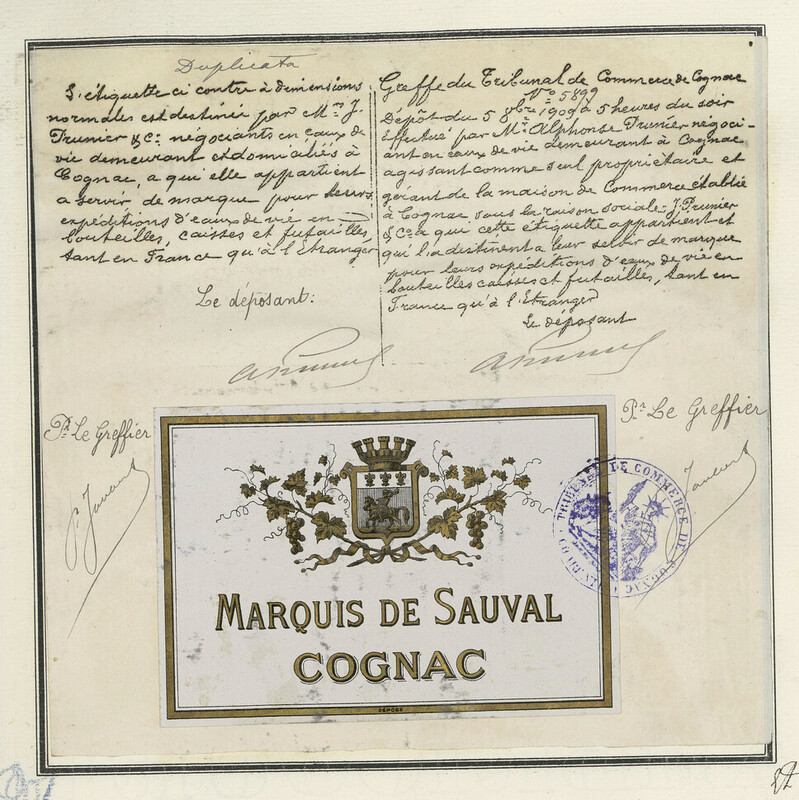 Duplicata
L'étiquette ci contre à dimensions
normales est destinée par Mrs J.
Prunier & Cie négociants en eaux de
vie demeurant et domiciliés à
Cognac, a qui elle appartient
a servir de marque pour leurs
expéditions d'eaux de vie en
bouteilles, caisses et futailles,
tant en France qu'à l'Etranger
Le déposant:
Greffe du Tribunal de Commerce de Cognac
No 5899
Dépôt du 5 8bre 1909 à 5 heures du soir
Effectué par Mr Alphonse Prunier négoci-
ant en eaux de vie demeurant à Cognac
agissant comme seul propriétaire et
gérant de la maison de Commerce établie
à Cognac sous la raison sociale J. Prunier
& Cie à qui cette étiquette appartient et
qui l'a destinent a leur servir de marque
pour leurs expéditions d'eaux de vie en
bouteilles caisses et futailles, tant en
France qu'à l'Etranger
Le déposant
Pr Le Greffier
Pr Le Greffier
TRIBUNAL DE COMMERCE DE COGNAC
MARQUIS DE SAUVAL
COGNAC
DÉPOSÉ